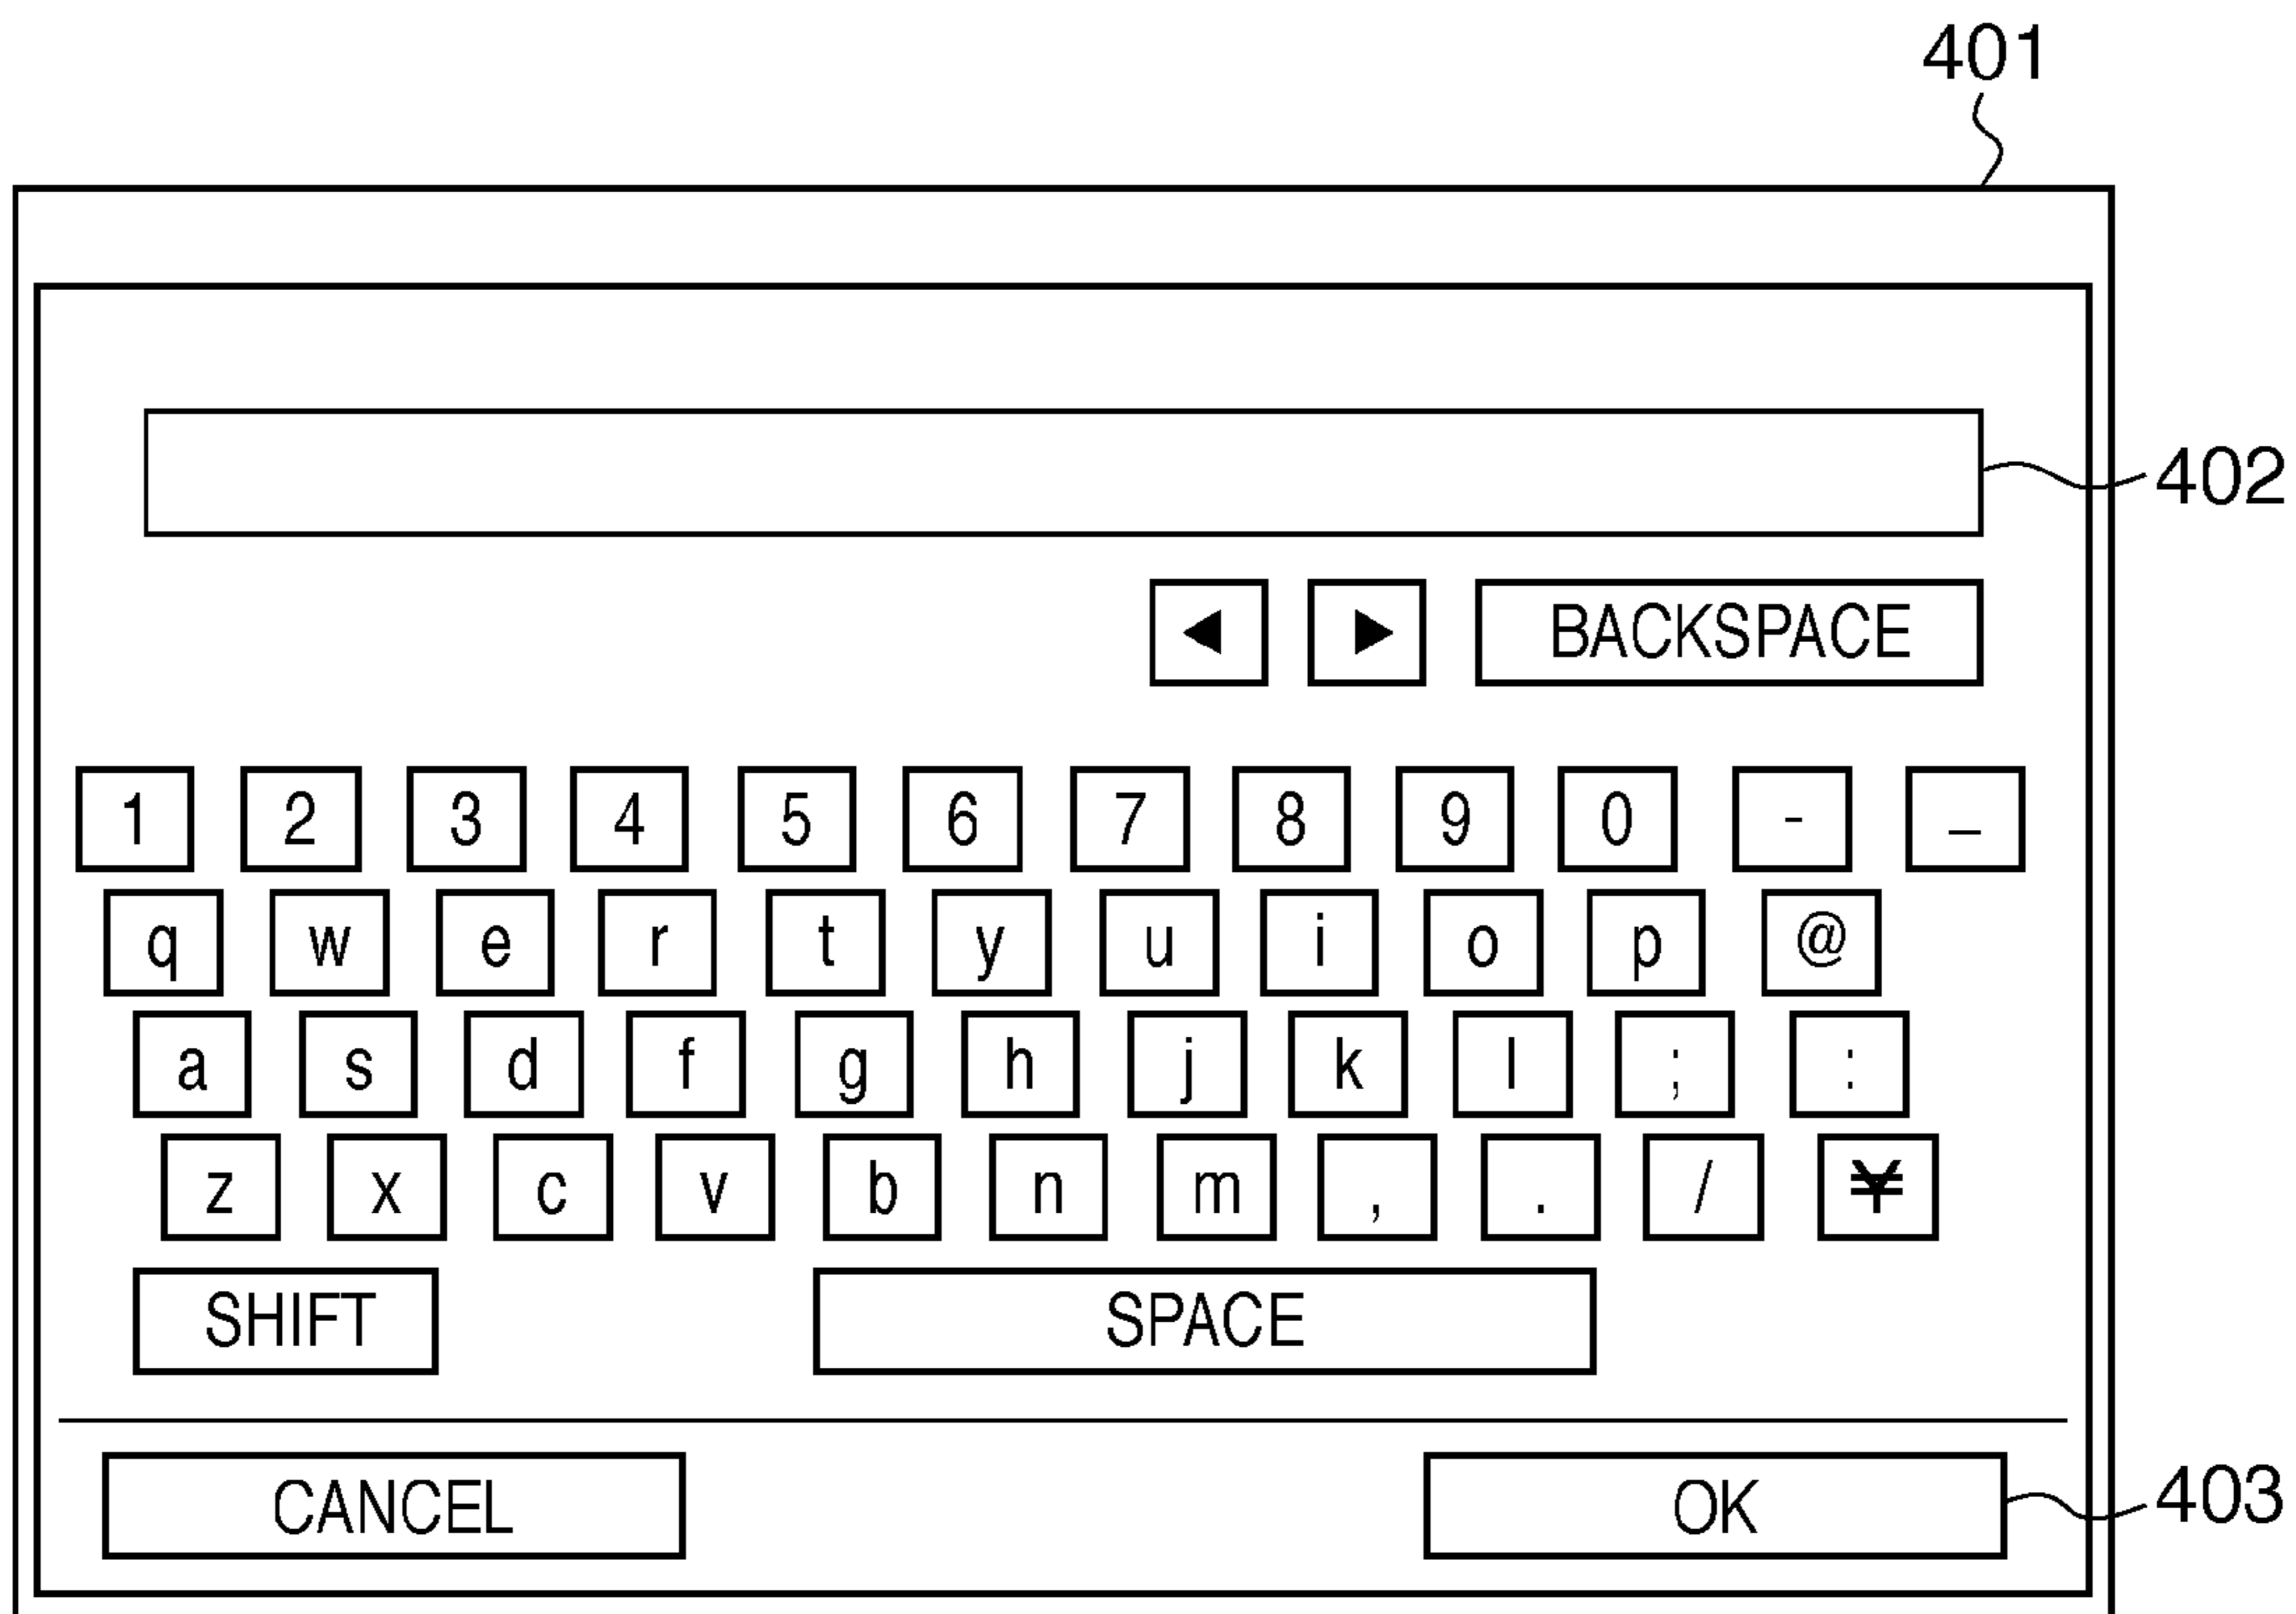 401
402
◀ ▶ BACKSPACE
1 2 3 4 5 6 7 8 9 0 - _
q w e r t y u i o p @
a s d f g h j k l ; :
z x c v b n m , . / ¥
SHIFT SPACE
CANCEL OK 403